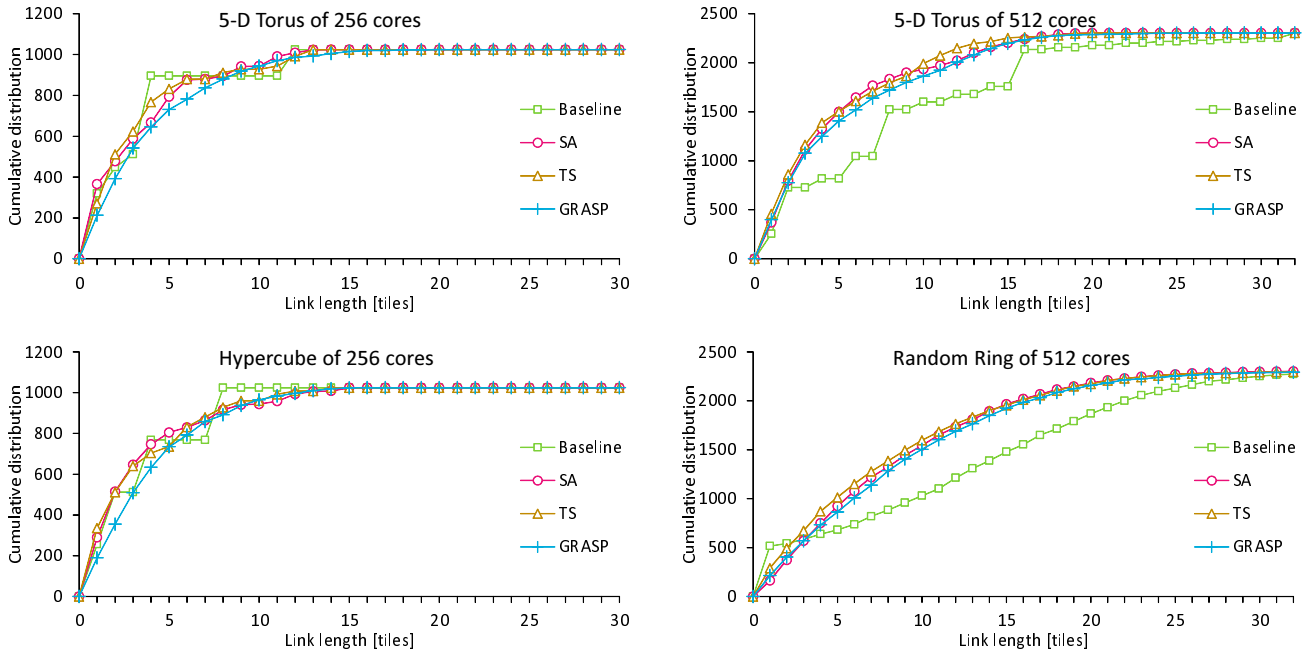 5-D Torus of 256 cores
Cumulative distribution
1200
1000
800
600
400
200
0
Baseline
SA
TS
GRASP
0 5 10 15 20 25 30
Link length [tiles]
5-D Torus of 512 cores
Cumulative distribution
2500
2000
1500
1000
500
0
Baseline
SA
TS
GRASP
0 5 10 15 20 25 30
Link length [tiles]
Hypercube of 256 cores
Cumulative distribution
1200
1000
800
600
400
200
0
Baseline
SA
TS
GRASP
0 5 10 15 20 25 30
Link length [tiles]
Random Ring of 512 cores
Cumulative distribution
2500
2000
1500
1000
500
0
Baseline
SA
TS
GRASP
0 5 10 15 20 25 30
Link length [tiles]